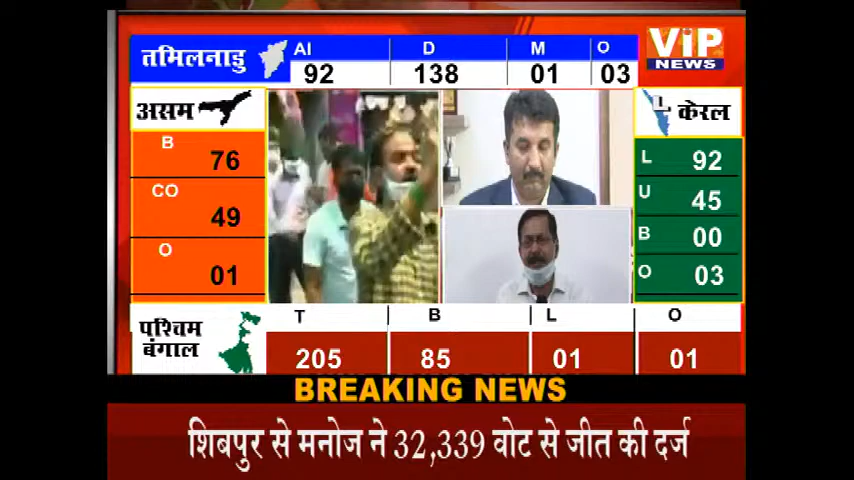 तमिलनाडु AI D M O
92 138 01 03
ViP
NEWS
असम
B
76
CO
49
O
01
केरल
L 92
U 45
B 00
O 03
पश्चिम
बंगाल
T B L O
205 85 01 01
BREAKING NEWS
शिबपुर से मनोज ने 32,339 वोट से जीत की दर्ज